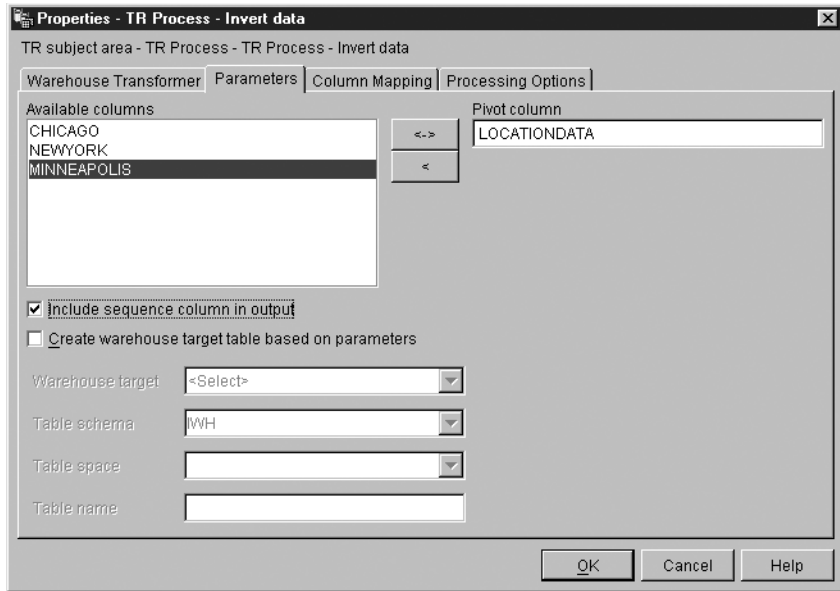 Properties - TR Process - Invert data
TR subject area - TR Process - TR Process - Invert data
Warehouse Transformer Parameters Column Mapping Processing Options
Available columns Pivot column
CHICAGO <-> LOCATIONDATA
NEWYORK
MINNEAPOLIS <
Include sequence column in output
Create warehouse target table based on parameters
Warehouse target <Select>
Table schema IWH
Table space
Table name
OK Cancel Help